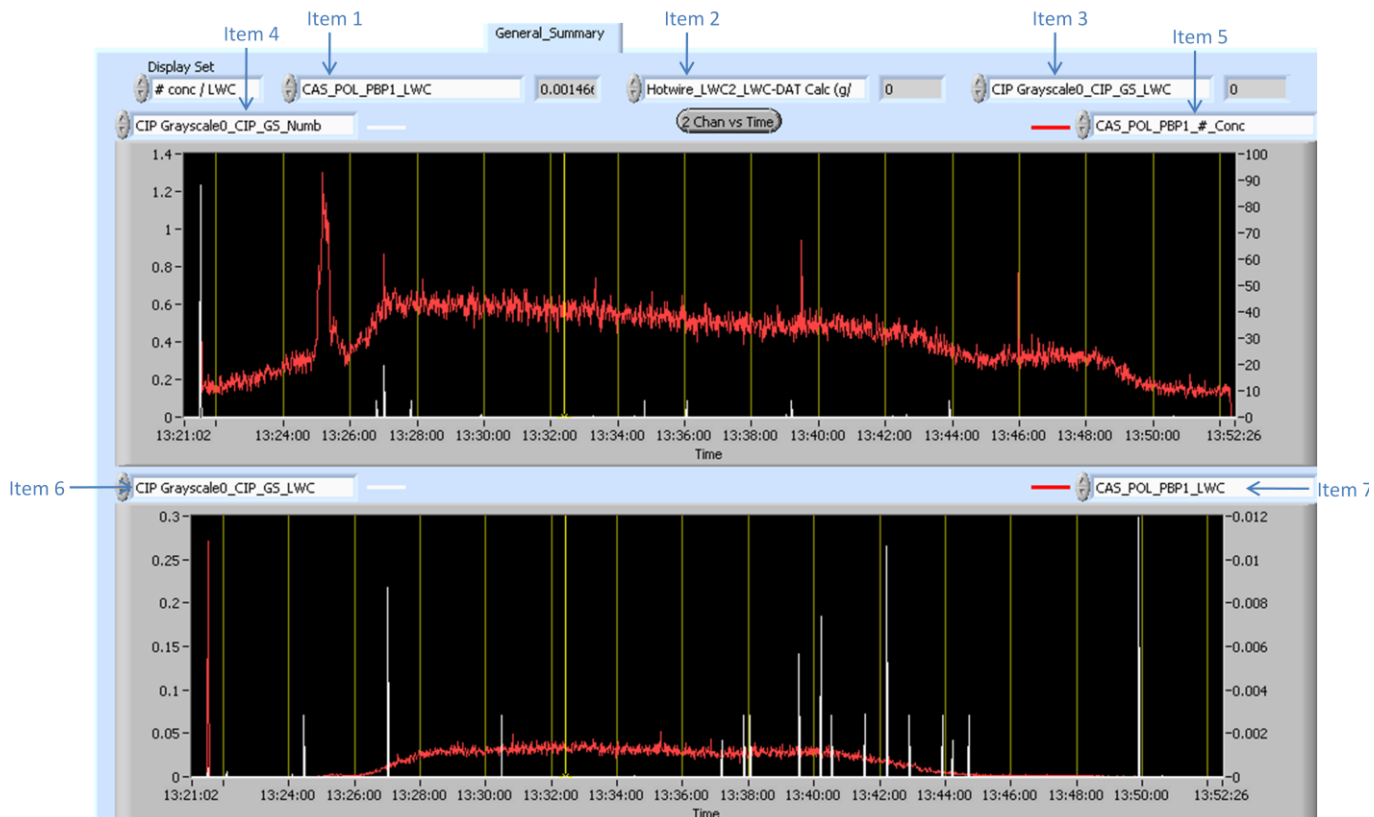 Item 4
Item 1
Item 2
Item 3
Item 5
General_Summary
Display Set
# conc / LWC
CAS_POL_PBP1_LWC
0.00146
Hotwire_LWC2_LWC-DAT Calc (g/
0
CIP Grayscale0_CIP_GS_LWC
0
CIP Grayscale0_CIP_GS_Numb
2 Chan vs Time
CAS_POL_PBP1_#_Conc
1.4
1.2
1
0.8
0.6
0.4
0.2
0
100
90
80
70
60
50
40
30
20
10
0
13:21:02 13:24:00 13:26:00 13:28:00 13:30:00 13:32:00 13:34:00 13:36:00 13:38:00 13:40:00 13:42:00 13:44:00 13:46:00 13:48:00 13:50:00 13:52:26
Time
Item 6
CIP Grayscale0_CIP_GS_LWC
CAS_POL_PBP1_LWC
Item 7
0.3
0.25
0.2
0.15
0.1
0.05
0
0.012
0.01
0.008
0.006
0.004
0.002
0
13:21:02 13:24:00 13:26:00 13:28:00 13:30:00 13:32:00 13:34:00 13:36:00 13:38:00 13:40:00 13:42:00 13:44:00 13:46:00 13:48:00 13:50:00 13:52:26
Time